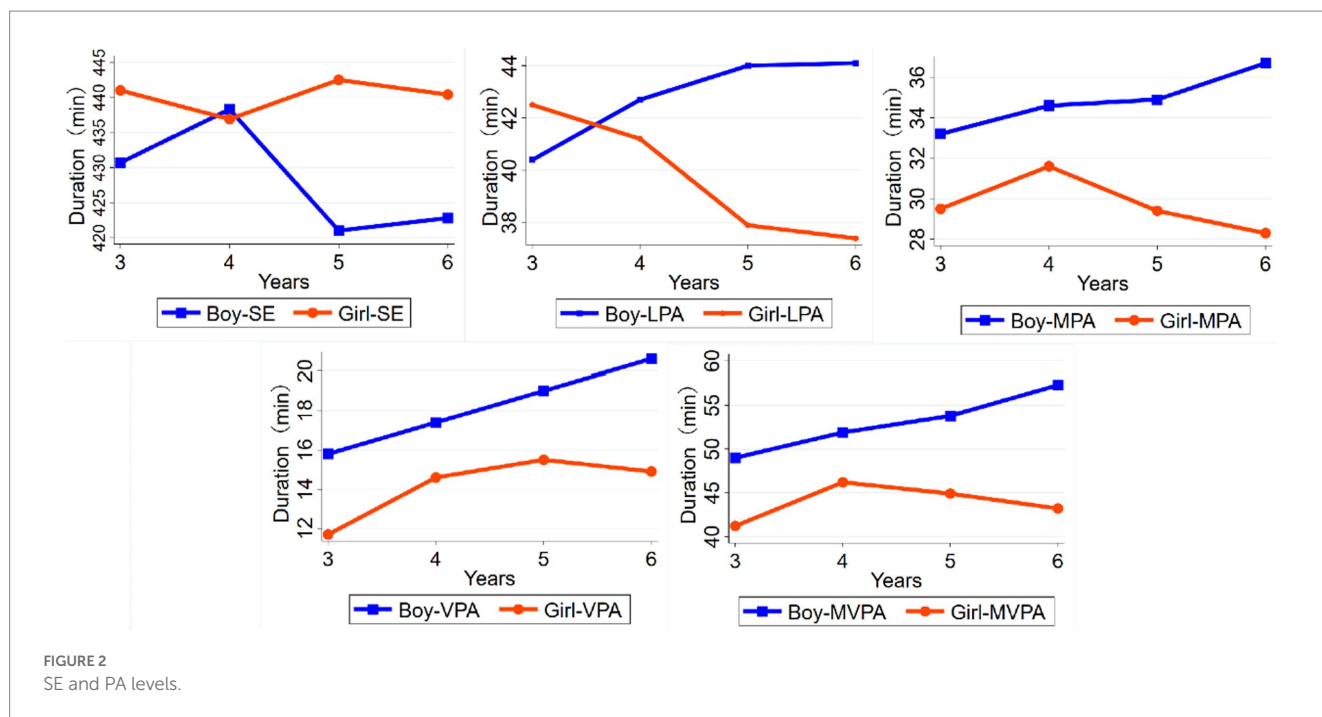 Duration (min)
445
440
435
430
425
420
3 4 5 6
Years
Boy-SE Girl-SE
Duration (min)
44
42
40
38
3 4 5 6
Years
Boy-LPA Girl-LPA
Duration (min)
36
34
32
30
28
3 4 5 6
Years
Boy-MPA Girl-MPA
Duration (min)
20
18
16
14
12
3 4 5 6
Years
Boy-VPA Girl-VPA
Duration (min)
60
55
50
45
40
3 4 5 6
Years
Boy-MVPA Girl-MVPA
FIGURE 2
SE and PA levels.